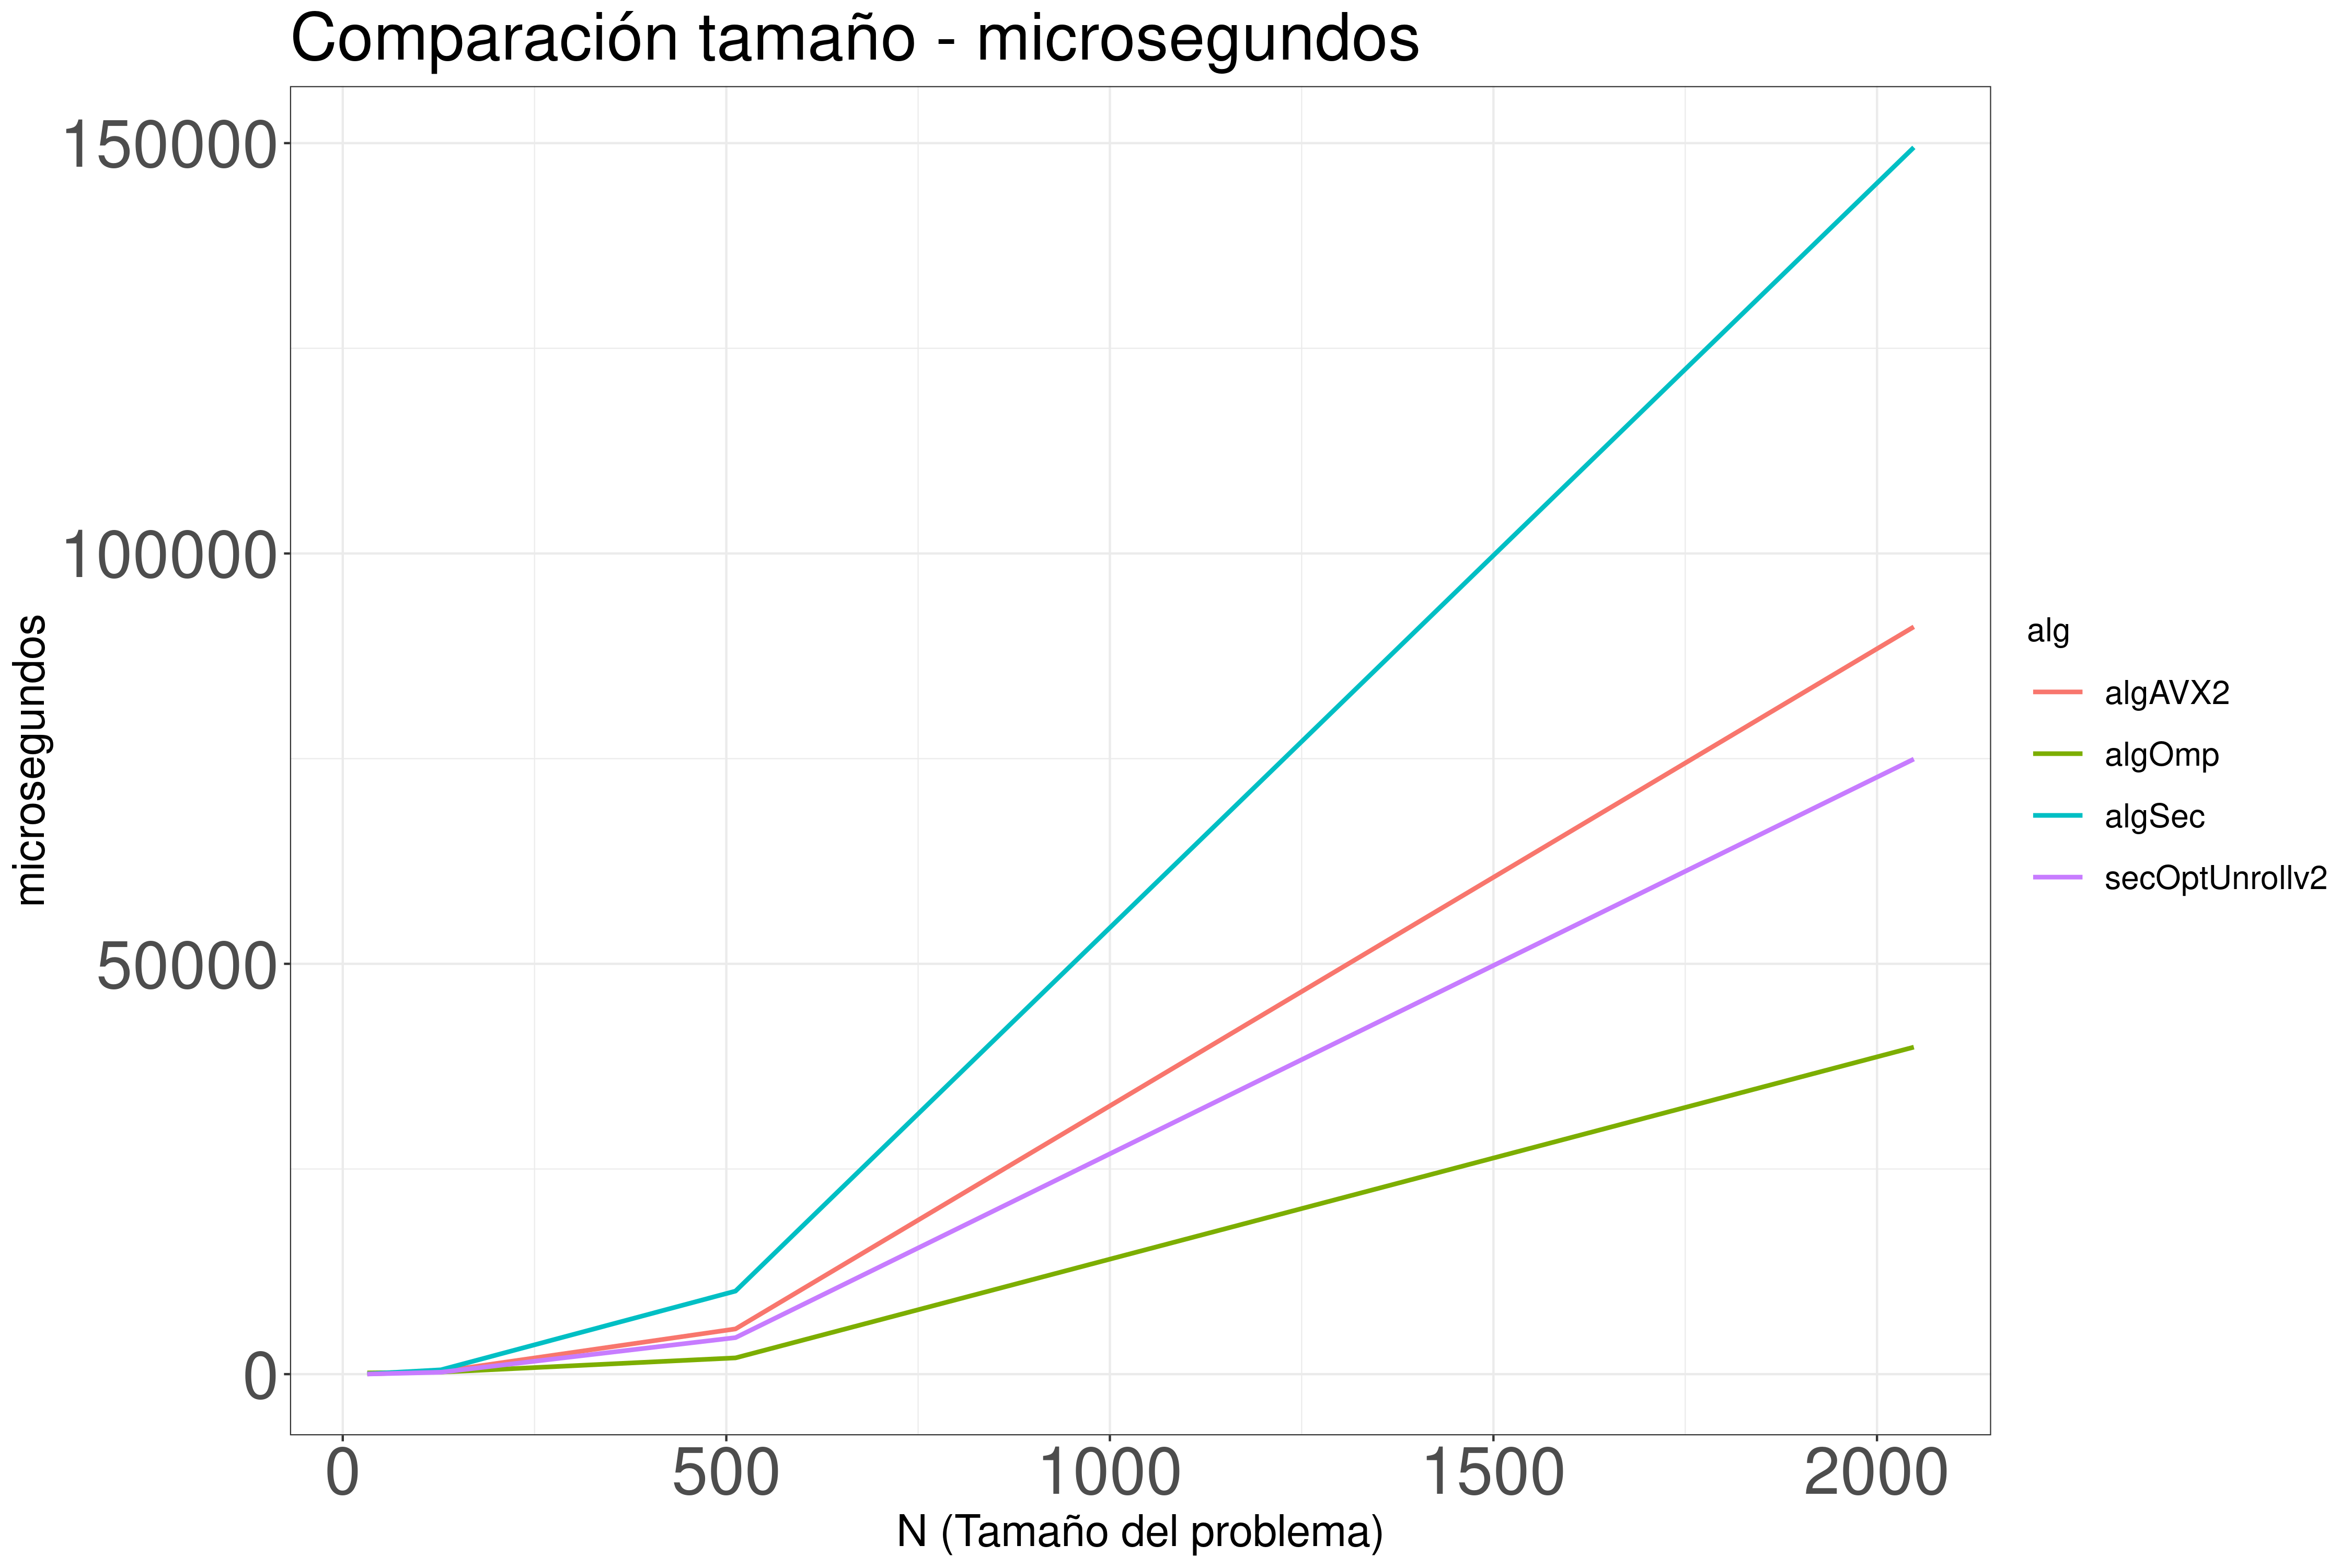 Comparación tamaño - microsegundos
150000
100000
50000
0
microsegundos
0 500 1000 1500 2000
N (Tamaño del problema)
alg
algAVX2
algOmp
algSec
secOptUnrollv2